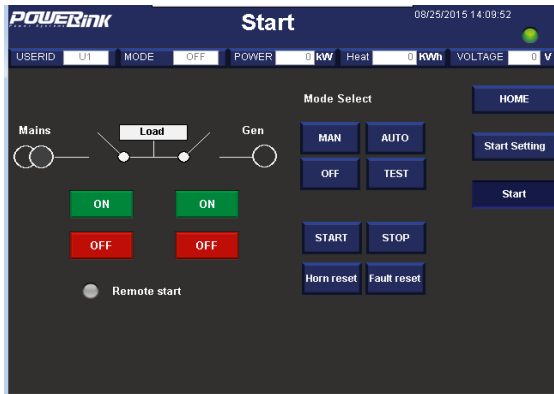 POWERink Start 08/25/2015 14:09:52
Power Systems
USERID U1 MODE OFF POWER 0 kW Heat 0 KWh VOLTAGE 0 V
Mode Select HOME
Mains Load Gen MAN AUTO Start Setting
OFF TEST
ON ON Start
OFF OFF START STOP
Remote start Horn reset Fault reset